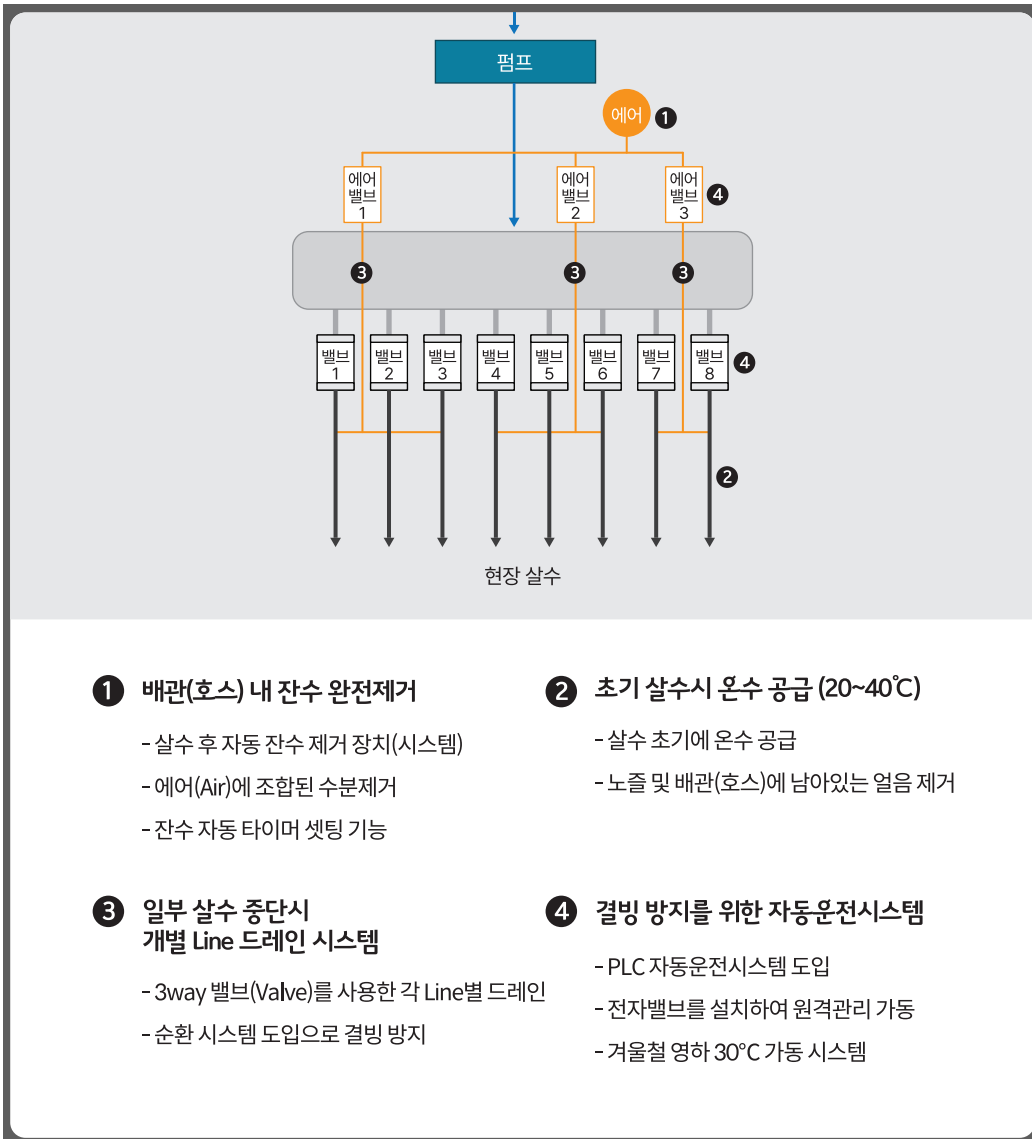 펌프
에어 ❶
에어
밸브
1
에어
밸브
2
에어
밸브
3
❹
❸
❸
❸
밸브
1
밸브
2
밸브
3
밸브
4
밸브
5
밸브
6
밸브
7
밸브
8
❹
❷
현장 살수
❶ 배관(호스) 내 잔수 완전제거
- 살수 후 자동 잔수 제거 장치(시스템)
- 에어(Air)에 조합된 수분제거
- 잔수 자동 타이머 셋팅 기능
❷ 초기 살수시 온수 공급 (20~40℃)
- 살수 초기에 온수 공급
- 노즐 및 배관(호스)에 남아있는 얼음 제거
❸ 일부 살수 중단시
개별 Line 드레인 시스템
- 3way 밸브(Valve)를 사용한 각 Line별 드레인
- 순환 시스템 도입으로 결빙 방지
❹ 결빙 방지를 위한 자동운전시스템
- PLC 자동운전시스템 도입
- 전자밸브를 설치하여 원격관리 가동
- 겨울철 영하 30°C 가동 시스템